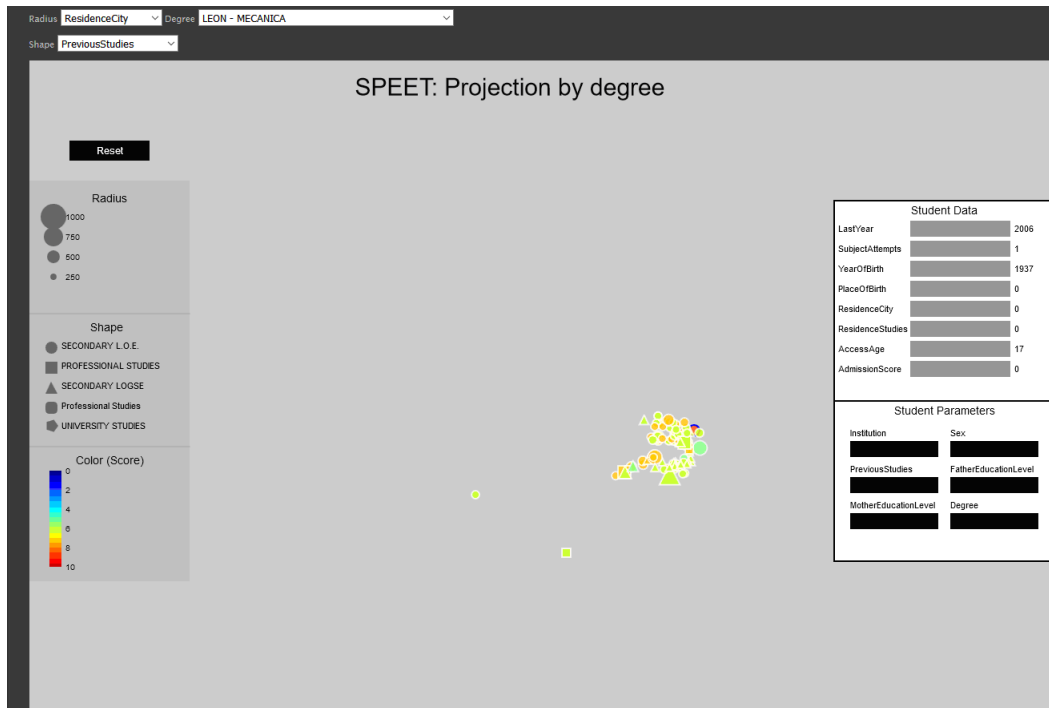 Radius ResidenceCity Degree LEON - MECANICA
Shape PreviousStudies
SPEET: Projection by degree
Reset
Radius
1000
750
500
250
Shape
SECONDARY L.O.E.
PROFESSIONAL STUDIES
SECONDARY LOGSE
Professional Studies
UNIVERSITY STUDIES
Color (Score)
0
2
4
6
8
10
Student Data
LastYear 2006
SubjectAttempts 1
YearOfBirth 1937
PlaceOfBirth 0
ResidenceCity 0
ResidenceStudies 0
AccessAge 17
AdmissionScore 0
Student Parameters
Institution Sex
PreviousStudies FatherEducationLevel
MotherEducationLevel Degree